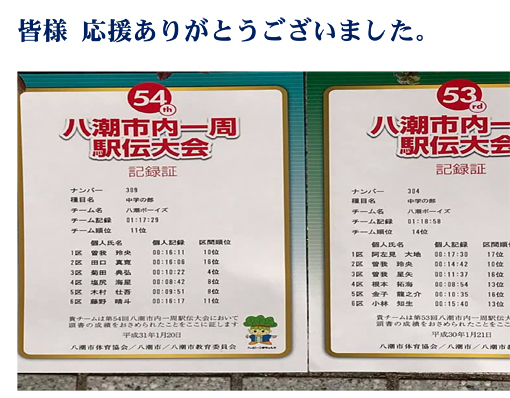 皆様 応援ありがとうございました。
54th
八潮市内一周
駅伝大会
記録証
ナンバー 309
種目名 中学の部
チーム名 八潮ボーイズ
チーム記録 01:17:29
チーム順位 11位
個人氏名 個人記録 区間順位
1区 曽我 玲央 00:16:11 10位
2区 田口 真寛 00:16:08 10位
3区 菊田 典弘 00:10:22 4位
4区 塩尻 海星 00:08:42 8位
5区 木村 壮吾 00:09:51 8位
6区 藤野 晴斗 00:16:17 11位
貴チームは第54回八潮市内一周駅伝大会において
頭書の成績をおさめられたことをここに証します
平成31年1月20日
八潮市体育協会/八潮市/八潮市教育委員会
53rd
八潮市内一
駅伝大会
記録証
ナンバー 304
種目名 中学の部
チーム名 八潮ボーイズ
チーム記録 01:18:58
チーム順位 14位
個人氏名 個人記録 区間
1区 阿左見 大地 00:17:30 17位
2区 曽我 玲央 00:14:42 10位
3区 曽我 星矢 00:11:37 16位
4区 根本 拓海 00:08:54 13位
5区 金子 龍之介 00:10:35 16位
6区 小林 知生 00:15:40 13位
貴チームは第53回八潮市内一周駅伝大
頭書の成績をおさめられたことをここに
平成30年1月21日
八潮市体育協会/八潮市/八潮市教